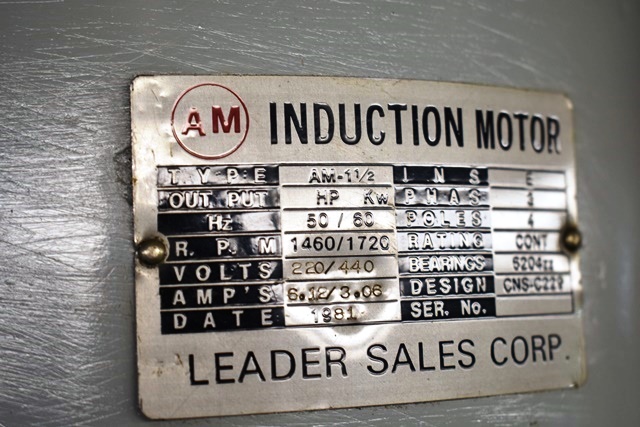 AM INDUCTION MOTOR
TYPE AM-11/2 INS E
OUT PUT HP KW PHAS 3
Hz 50/60 POLES 4
R.P.M 1460/1720 RATING CONT
VOLTS 220/440 BEARINGS 6204zz
AMP'S 6.12/3.06 DESIGN
DATE 1981 SER. No.
LEADER SALES CORP.